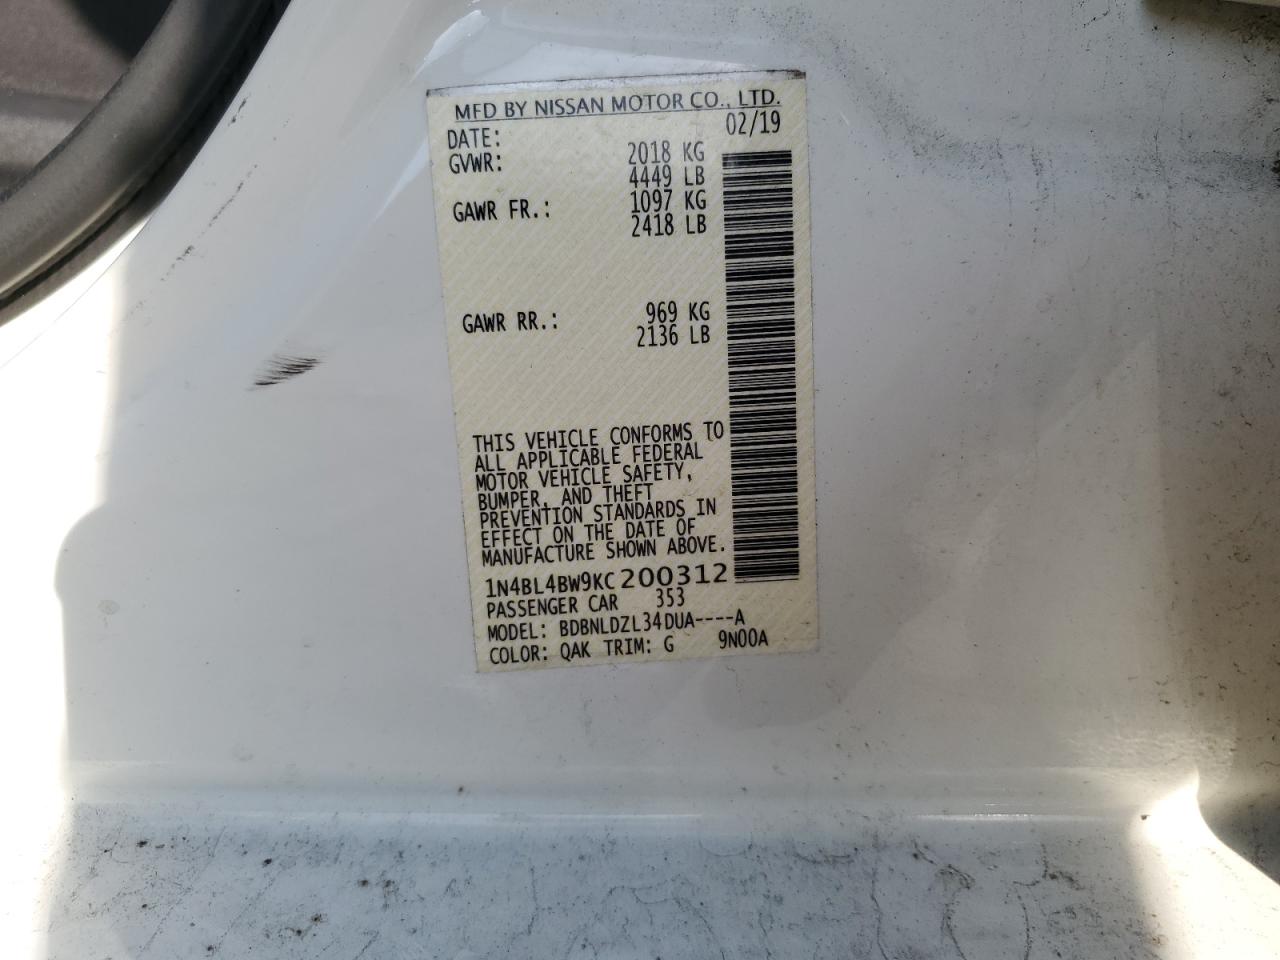 MFD BY NISSAN MOTOR CO., LTD.
DATE: 02/19
GVWR: 2018 KG
4449 LB
GAWR FR.: 1097 KG
2418 LB
GAWR RR.: 969 KG
2136 LB
THIS VEHICLE CONFORMS TO
ALL APPLICABLE FEDERAL
MOTOR VEHICLE SAFETY,
BUMPER, AND THEFT
PREVENTION STANDARDS IN
EFFECT ON THE DATE OF
MANUFACTURE SHOWN ABOVE.
1N4BL4BW9KC200312
PASSENGER CAR 353
MODEL: BDBNLDZL34DUA----A
COLOR: QAK TRIM: G 9N00A